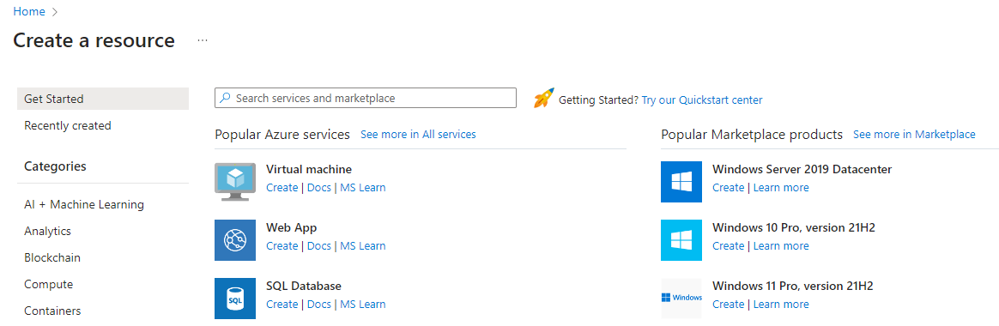 Home >
Create a resource ...
Get Started
Recently created
Categories
AI + Machine Learning
Analytics
Blockchain
Compute
Containers
Search services and marketplace
Getting Started? Try our Quickstart center
Popular Azure services See more in All services
Virtual machine
Create | Docs | MS Learn
Web App
Create | Docs | MS Learn
SQL
SQL Database
Create | Docs | MS Learn
Popular Marketplace products See more in Marketplace
Windows Server 2019 Datacenter
Create | Learn more
Windows 10 Pro, version 21H2
Create | Learn more
Windows
Windows 11 Pro, version 21H2
Create | Learn more